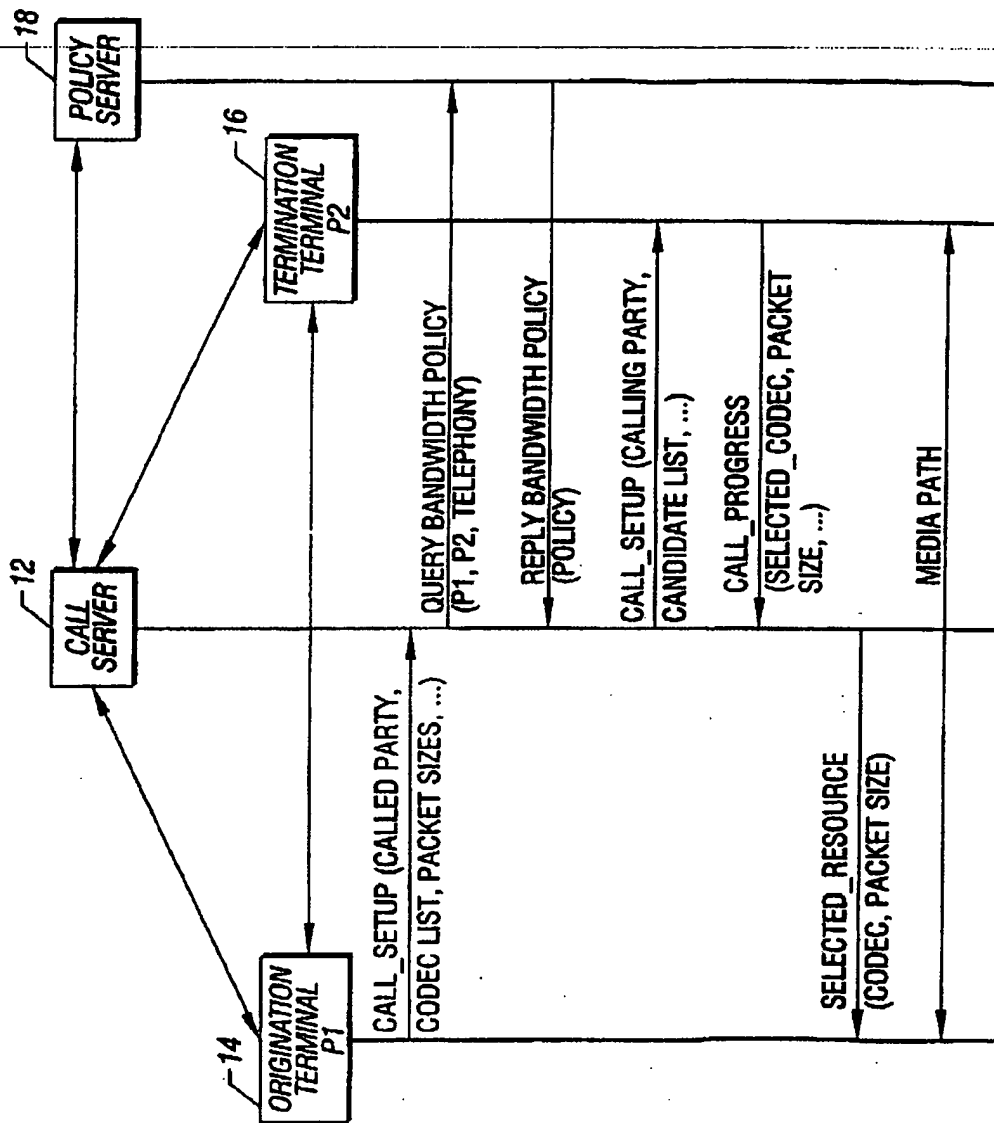 12
CALL
SERVER
18
POLICY
SERVER
14
ORIGINATION
TERMINAL
P1
16
TERMINATION
TERMINAL
P2
CALL_SETUP (CALLED PARTY,
CODEC LIST, PACKET SIZES, ...)
QUERY BANDWIDTH POLICY
(P1, P2, TELEPHONY)
REPLY BANDWIDTH POLICY
(POLICY)
CALL_SETUP (CALLING PARTY,
CANDIDATE LIST, ...)
CALL_PROGRESS
(SELECTED_CODEC, PACKET
SIZE, ...)
SELECTED_RESOURCE
(CODEC, PACKET SIZE)
MEDIA PATH